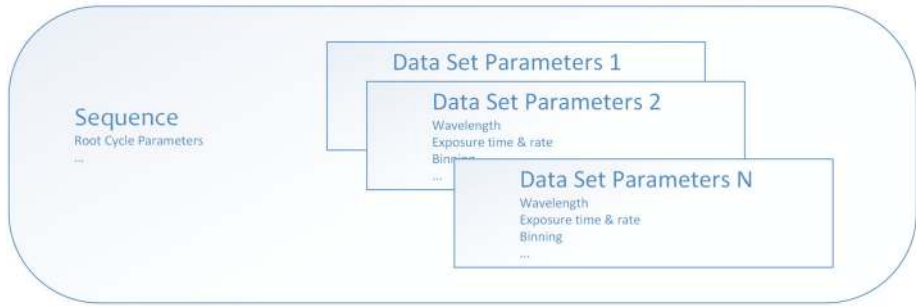 Sequence
Root Cycle Parameters
...
Data Set Parameters 1
Data Set Parameters 2
Wavelength
Exposure time & rate
Binning
...
Data Set Parameters N
Wavelength
Exposure time & rate
Binning
...